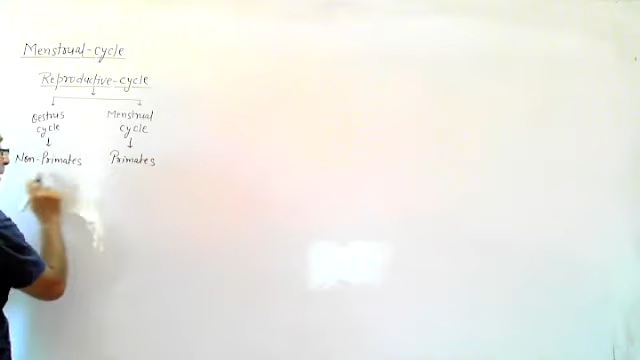 Menstrual-cycle
Reproductive-cycle
Oestrus Menstrual
cycle cycle
Non-Primates Primates